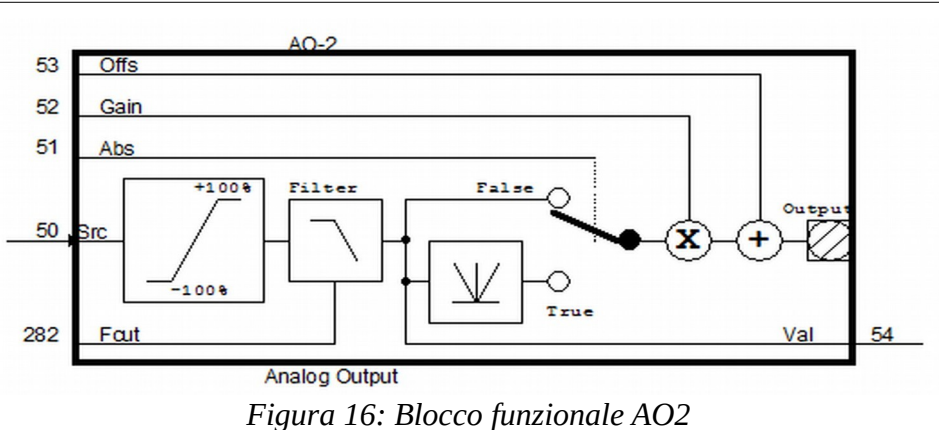 AO-2
53 Offs
52 Gain
51 Abs
+100% Filter False
Output
50 Src X +
-100%
True
282 Fcut Val 54
Analog Output
Figura 16: Blocco funzionale AO2